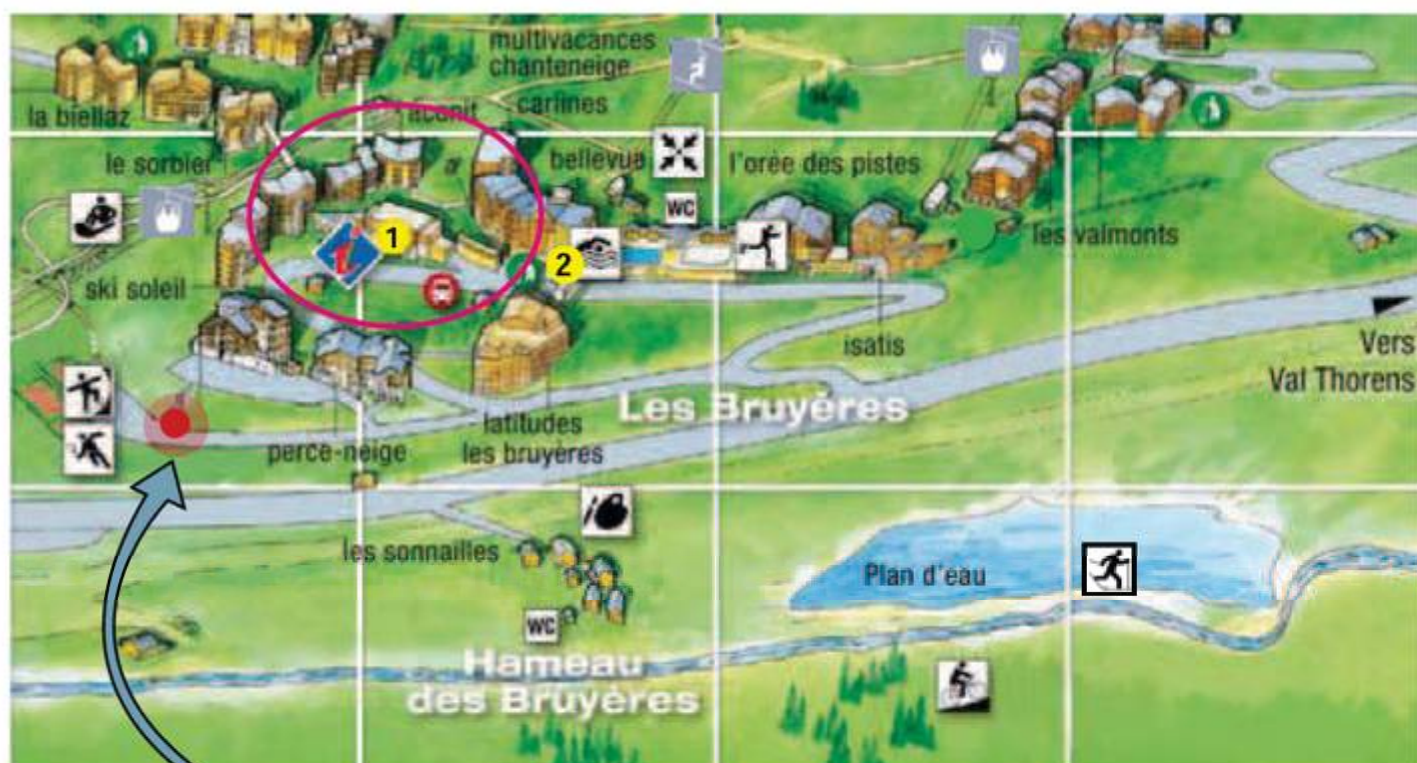 multivacances
chanteneige
la biellaz
aconit
carlines
le sorbier
bellevue
l'orée des pistes
WC
1
les valmonts
2
ski soleil
isatis
Vers
Val Thorens
Les Bruyères
perce-neige
latitudes
les bruyères
les sonnailles
Plan d'eau
WC
Hameau
des Bruyères